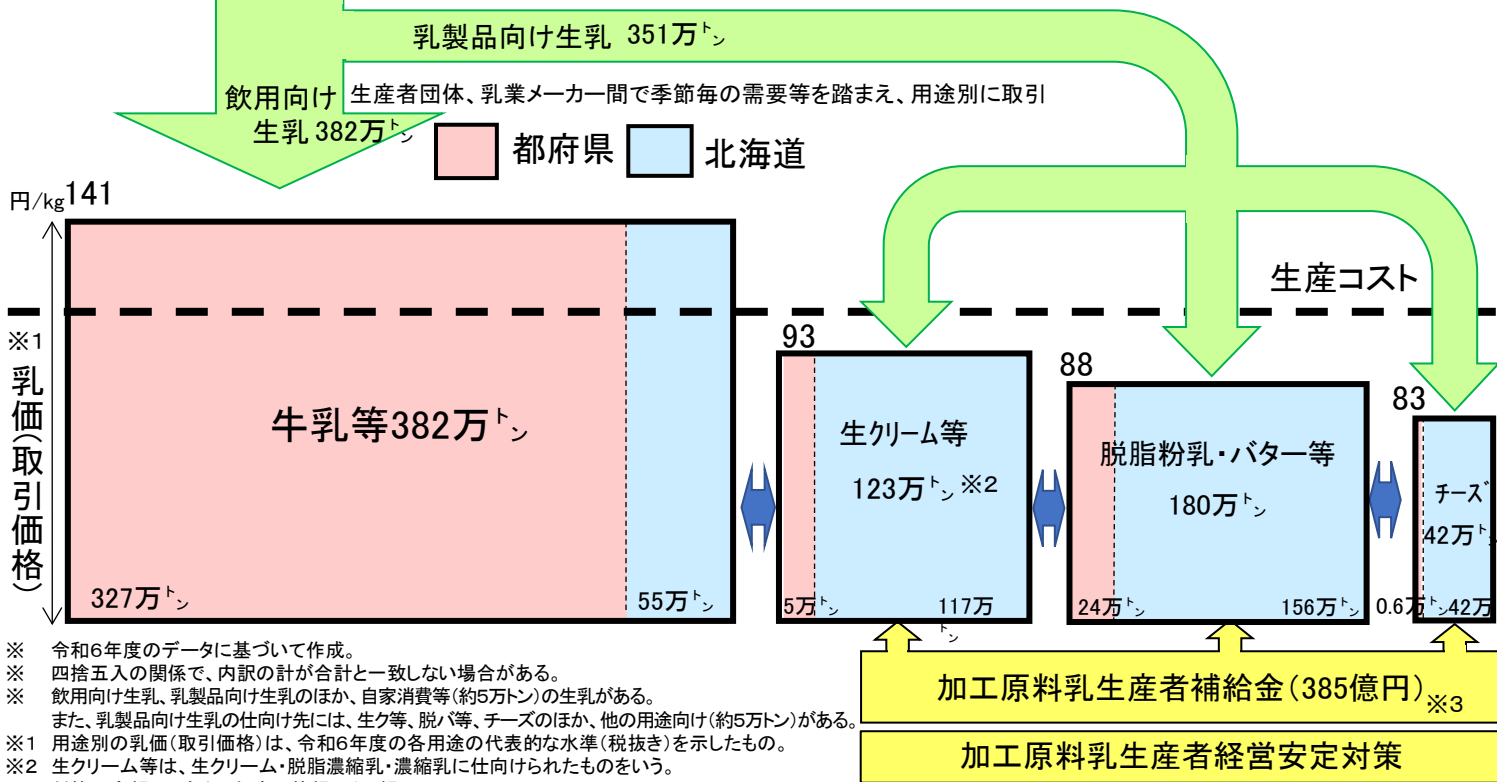 乳製品向け生乳 351万トン
飲用向け
生乳 382万トン
生産者団体、乳業メーカー間で季節毎の需要等を踏まえ、用途別に取引
都府県
北海道
円/kg
141
生産コスト
※1
乳価(取引価格)
牛乳等382万トン
327万トン
55万トン
93
生クリーム等
123万トン※2
5万トン
117万トン
88
脱脂粉乳・バター等
180万トン
24万トン
156万トン
83
チーズ
42万トン
0.6万トン
42万
加工原料乳生産者補給金(385億円)※3
加工原料乳生産者経営安定対策
※ 令和6年度のデータに基づいて作成。
※ 四捨五入の関係で、内訳の計が合計と一致しない場合がある。
※ 飲用向け生乳、乳製品向け生乳のほか、自家消費等(約5万トン)の生乳がある。
また、乳製品向け生乳の仕向け先には、生ク等、脱バ等、チーズのほか、他の用途向け(約5万トン)がある。
※1 用途別の乳価(取引価格)は、令和6年度の各用途の代表的な水準(税抜き)を示したもの。
※2 生クリーム等は、生クリーム・脱脂濃縮乳・濃縮乳に仕向けられたものをいう。